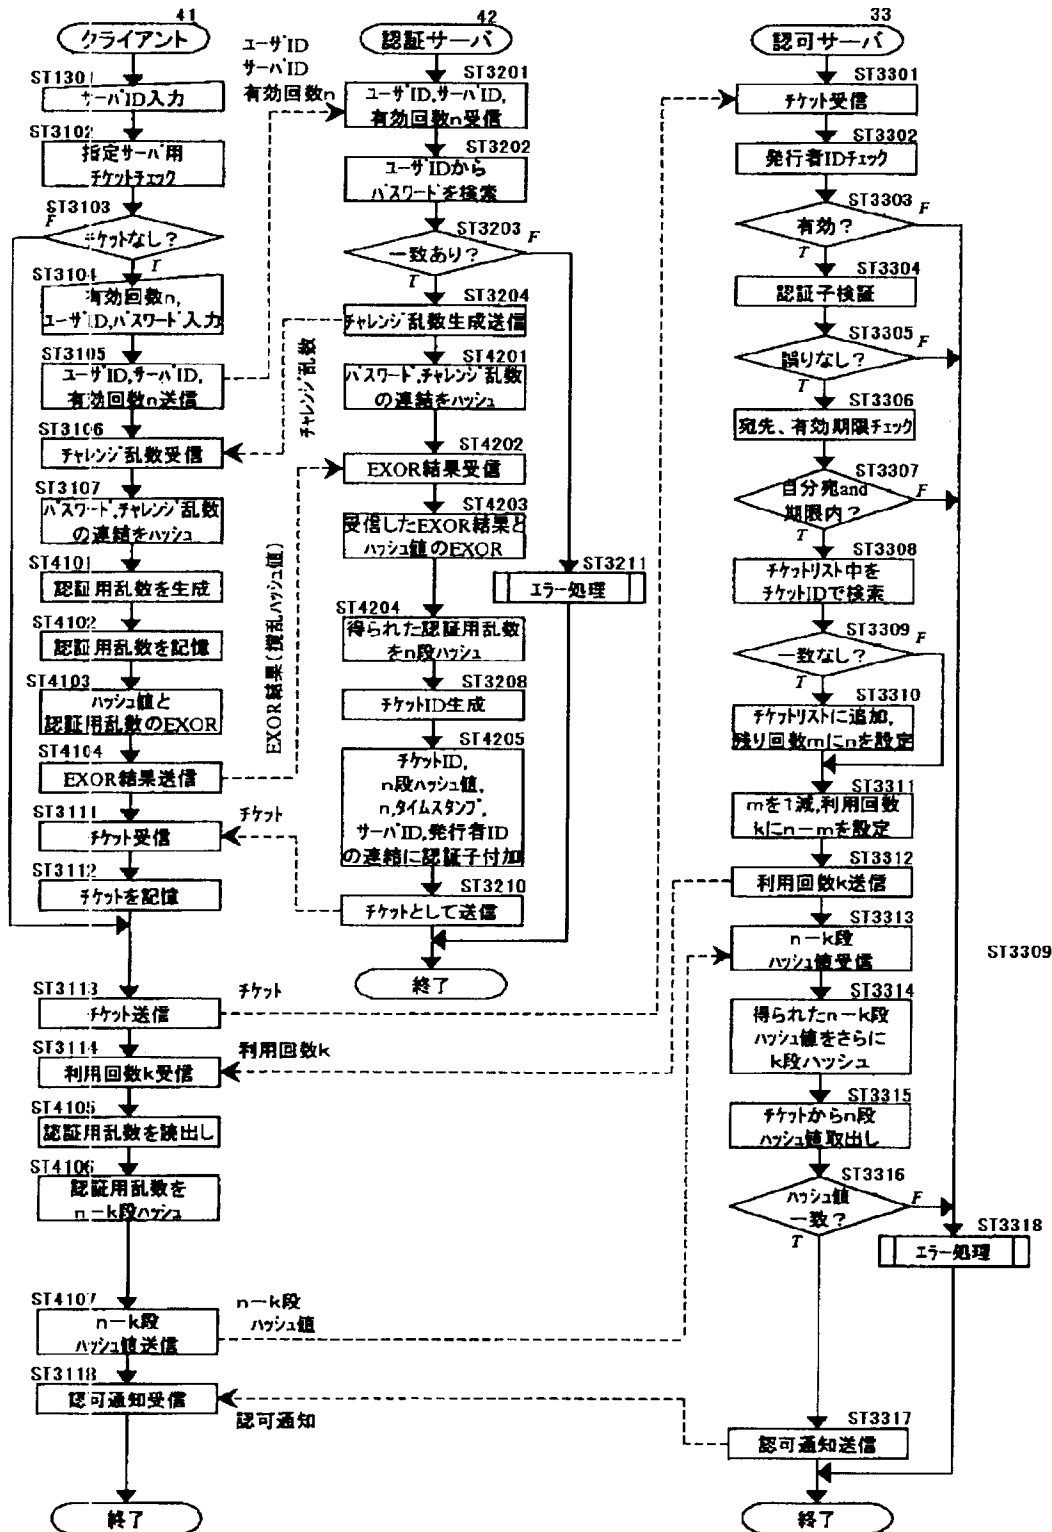 41
クライアント
ST1301
サーバID入力
ST3102
指定サーバ用
チケットチェック
ST3103
F
チケットなし?
T
ST3104
有効回数n,
ユーザID,パスワード入力
ST3105
ユーザID,サーバID,
有効回数n送信
ST3106
チャレンジ乱数受信
ST3107
パスワード,チャレンジ乱数
の連結をハッシュ
ST4101
認証用乱数を生成
ST4102
認証用乱数を記憶
ST4103
ハッシュ値と
認証用乱数のEXOR
ST4104
EXOR結果送信
ST3111
チケット受信
ST3112
チケットを記憶
ST3113
チケット送信
ST3114
利用回数k受信
ST4105
認証用乱数を読出し
ST4106
認証用乱数を
n-k段ハッシュ
ST4107
n-k段
ハッシュ値送信
ST3118
認可通知受信
終了
ユーザID
サーバID
有効回数n
チャレンジ乱数
EXOR結果(撹乱ハッシュ値)
チケット
チケット
利用回数k
n-k段
ハッシュ値
認可通知
42
認証サーバ
ST3201
ユーザID,サーバID,
有効回数n受信
ST3202
ユーザIDから
パスワードを検索
ST3203
F
一致あり?
T
ST3204
チャレンジ乱数生成送信
ST4201
パスワード,チャレンジ乱数
の連結をハッシュ
ST4202
EXOR結果受信
ST4203
受信したEXOR結果と
ハッシュ値のEXOR
ST3211
エラー処理
ST4204
得られた認証用乱数
をn段ハッシュ
ST3208
チケットID生成
ST4205
チケットID,
n段ハッシュ値,
n,タイムスタンプ,
サーバID,発行者ID
の連結に認証子付加
ST3210
チケットとして送信
終了
33
認可サーバ
ST3301
チケット受信
ST3302
発行者IDチェック
ST3303
F
有効?
T
ST3304
認証子検証
ST3305
F
誤りなし?
T
ST3306
宛先、有効期限チェック
ST3307
F
自分宛and
期限内?
T
ST3308
チケットリスト中を
チケットIDで検索
ST3309
F
一致なし?
T
ST3310
チケットリストに追加,
残り回数mにnを設定
ST3311
mを1減,利用回数
kにn-mを設定
ST3312
利用回数k送信
ST3313
n-k段
ハッシュ値受信
ST3309
ST3314
得られたn-k段
ハッシュ値をさらに
k段ハッシュ
ST3315
チケットからn段
ハッシュ値取出し
ST3316
F
ハッシュ値
一致?
T
ST3318
エラー処理
ST3317
認可通知送信
終了